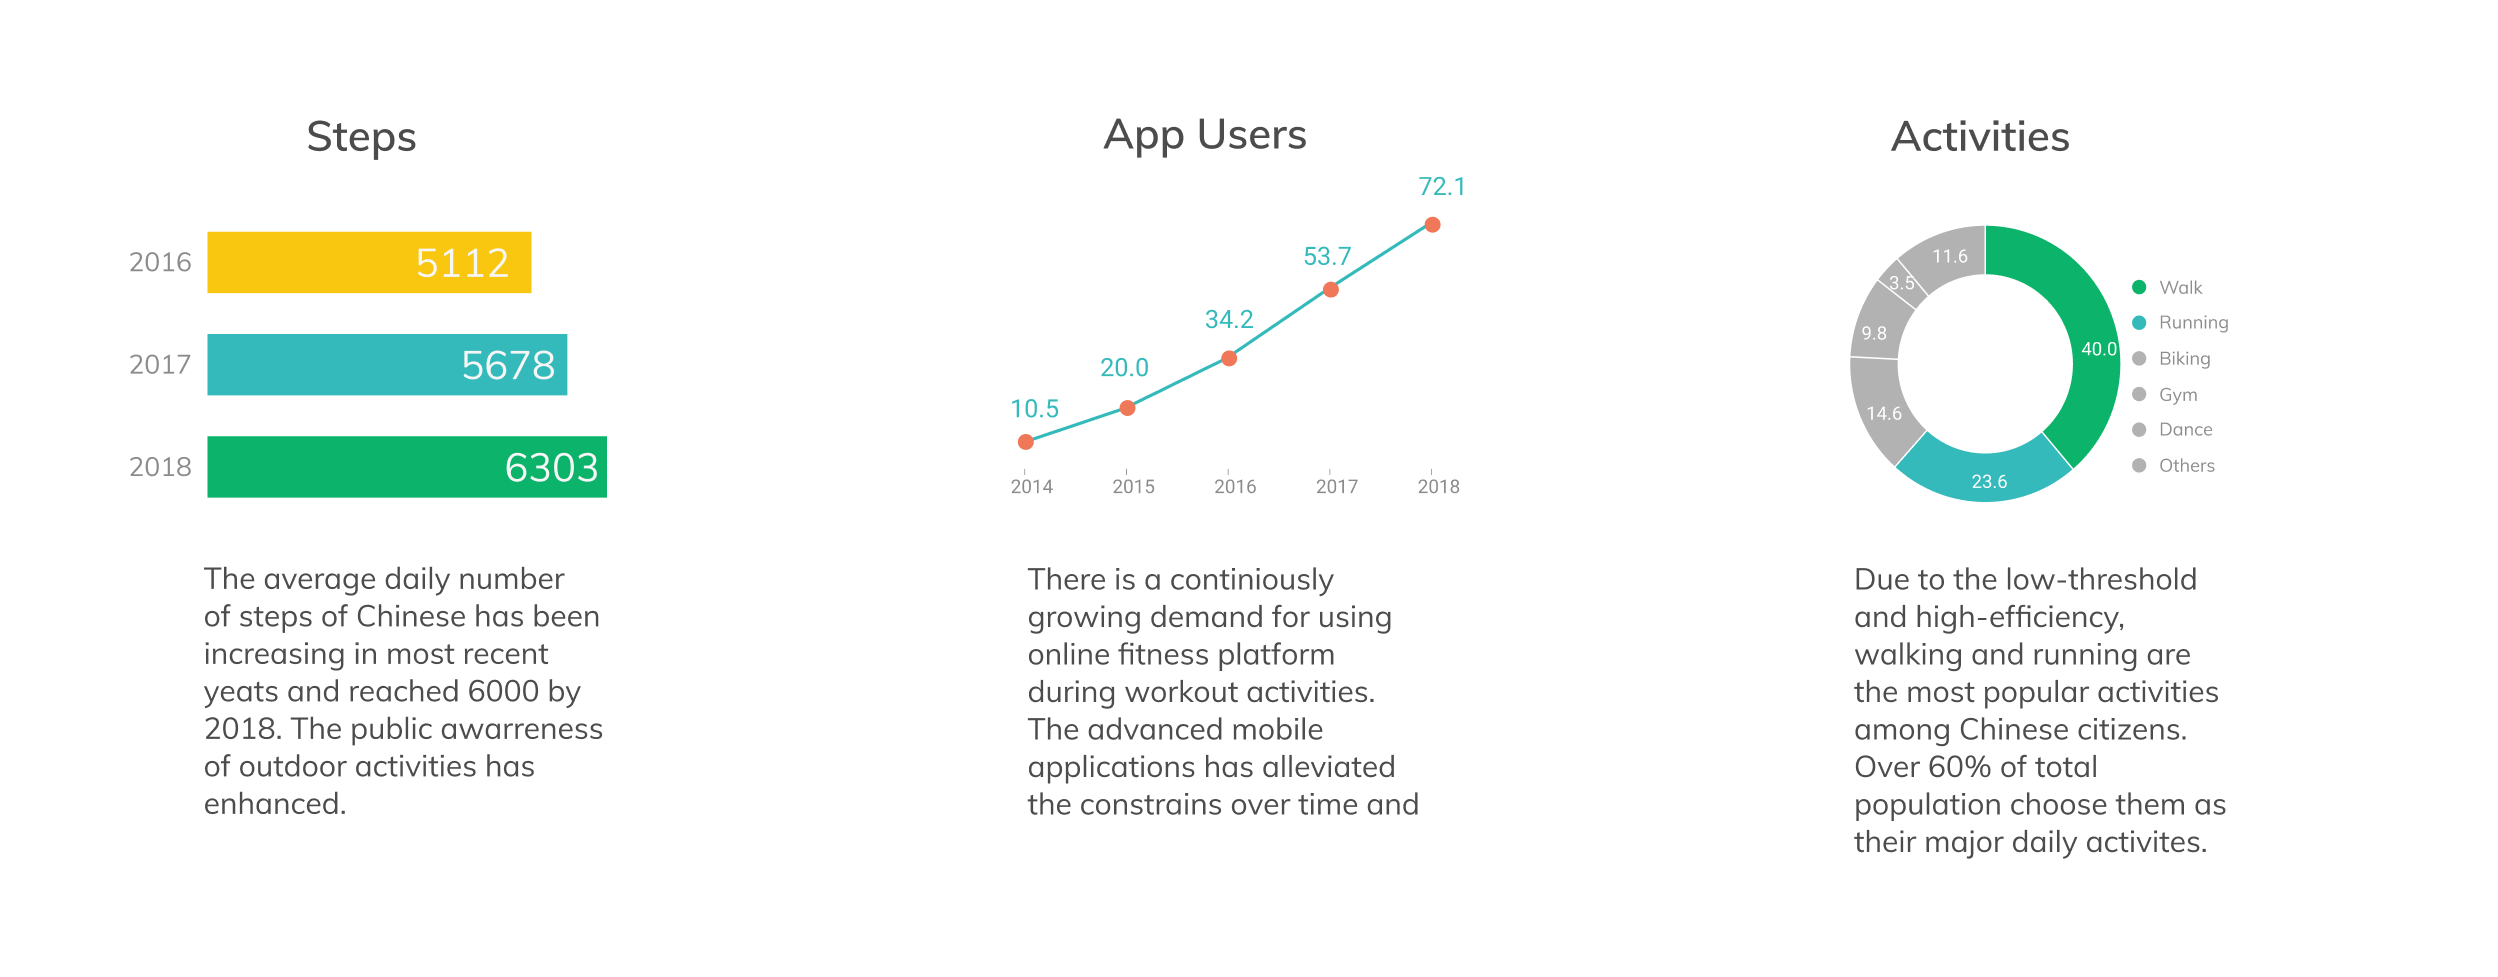 Steps
2016
5112
2017
5678
2018
6303
The average daily number
of steps of Chinese has been
increasing in most recent
yeats and reached 6000 by
2018. The public awarreness
of outdoor activities has
enhanced.
App Users
72.1
53.7
34.2
20.0
10.5
2014
2015
2016
2017
2018
There is a continiously
growing demand for using
online fitness platform
during workout activities.
The advanced mobile
applications has alleviated
the constrains over time and
Activities
11.6
3.5
9.8
14.6
23.6
40.0
Walk
Running
Biking
Gym
Dance
Others
Due to the low-threshold
and high-efficiency,
walking and running are
the most popular activities
among Chinese citizens.
Over 60% of total
population choose them as
their major daily activites.